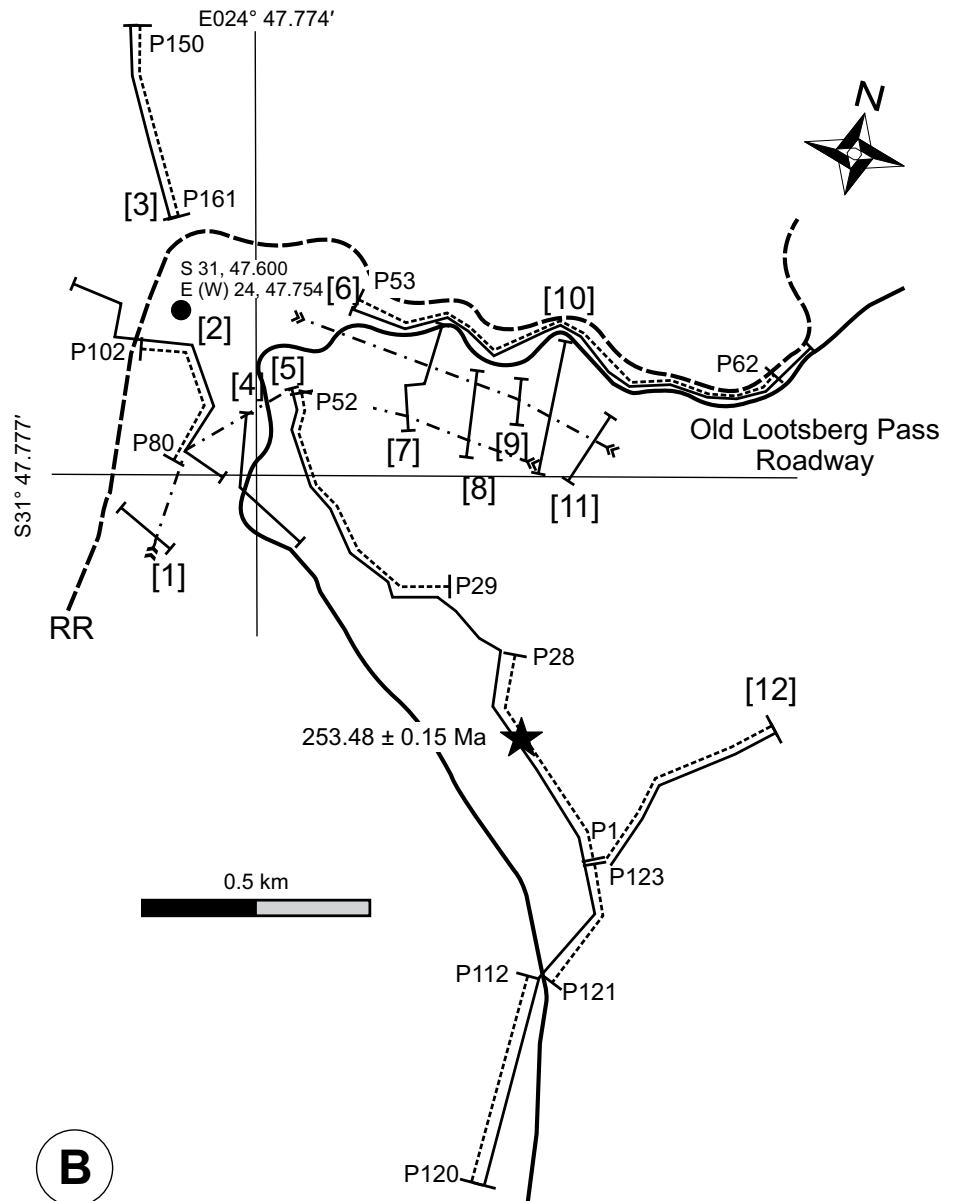 E024° 47.774′
P150
N
[3]
P161
S 31, 47.600
E (W) 24, 47.754
[6]
P53
[10]
[2]
P102
[4]
[5]
P52
P62
P80
[7]
[9]
Old Lootsberg Pass
Roadway
[8]
[11]
S31° 47.777′
[1]
P29
RR
P28
[12]
253.48 ± 0.15 Ma
P1
P123
0.5 km
P112
P121
B
P120